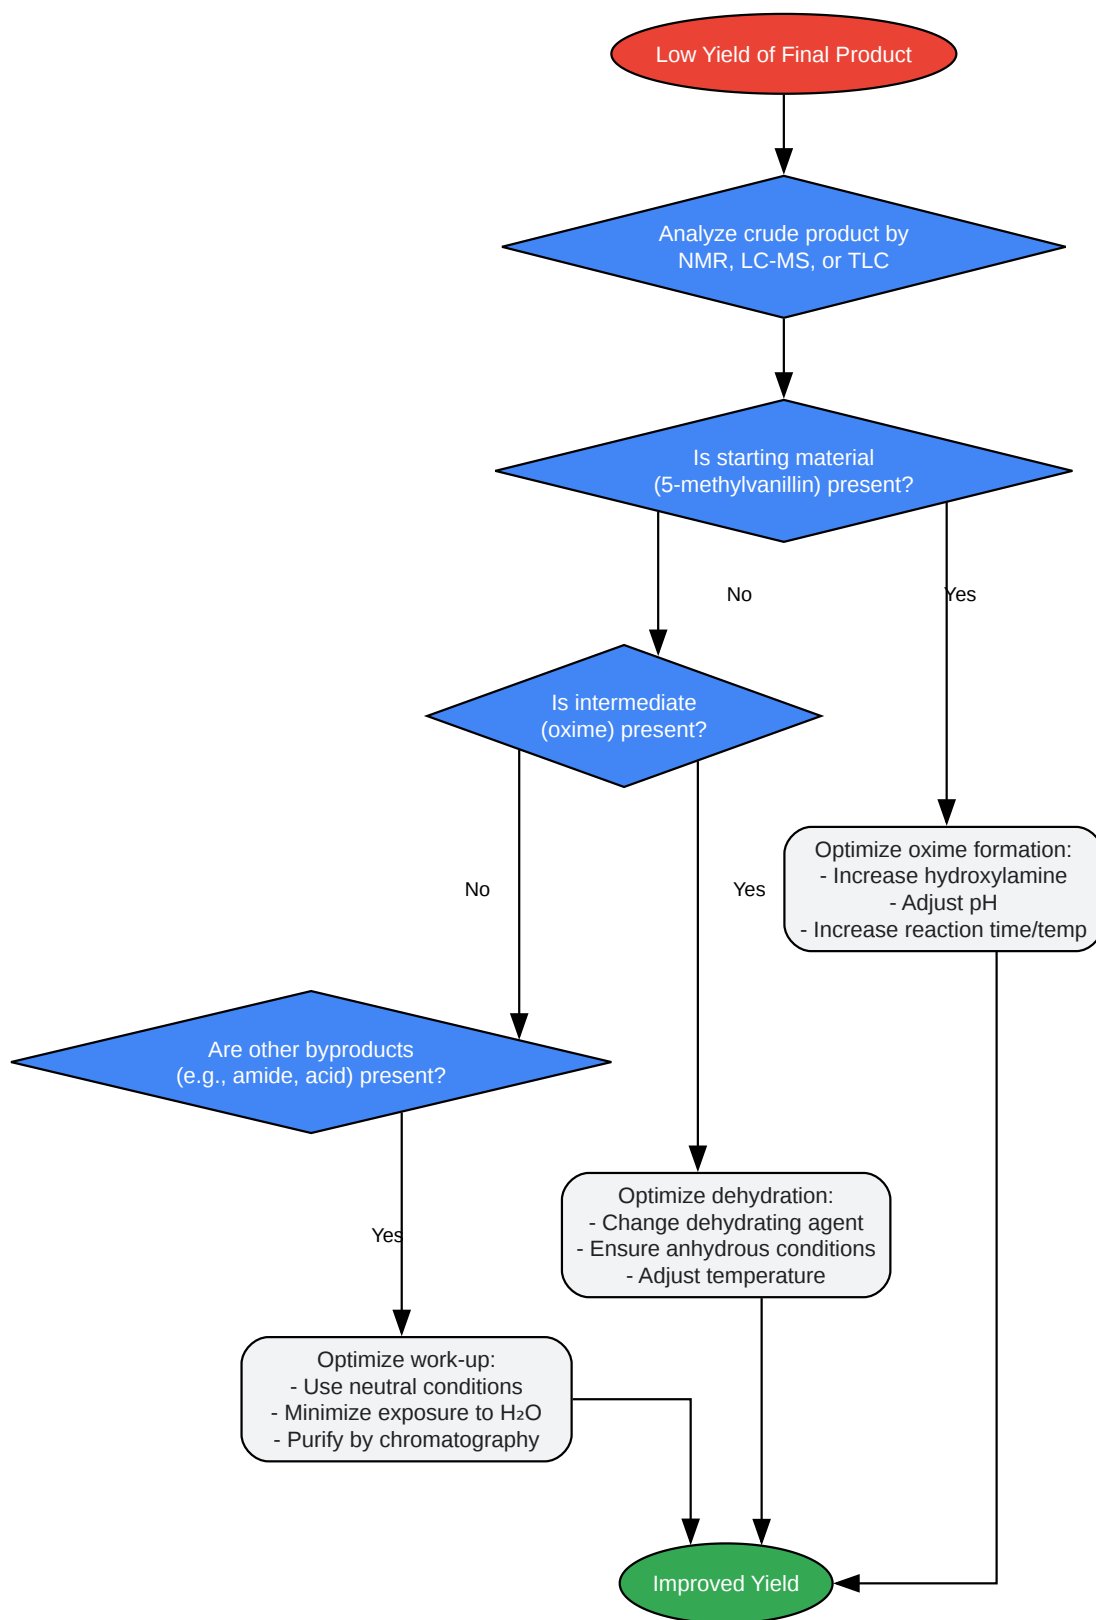 Low Yield of Final Product
Analyze crude product by
NMR, LC-MS, or TLC
Is starting material
(5-methylvanillin) present?
No
Yes
Is intermediate
(oxime) present?
Optimize oxime formation:
- Increase hydroxylamine
- Adjust pH
- Increase reaction time/temp
No
Yes
Are other byproducts
(e.g., amide, acid) present?
Optimize dehydration:
- Change dehydrating agent
- Ensure anhydrous conditions
- Adjust temperature
Yes
Optimize work-up:
- Use neutral conditions
- Minimize exposure to H₂O
- Purify by chromatography
Improved Yield